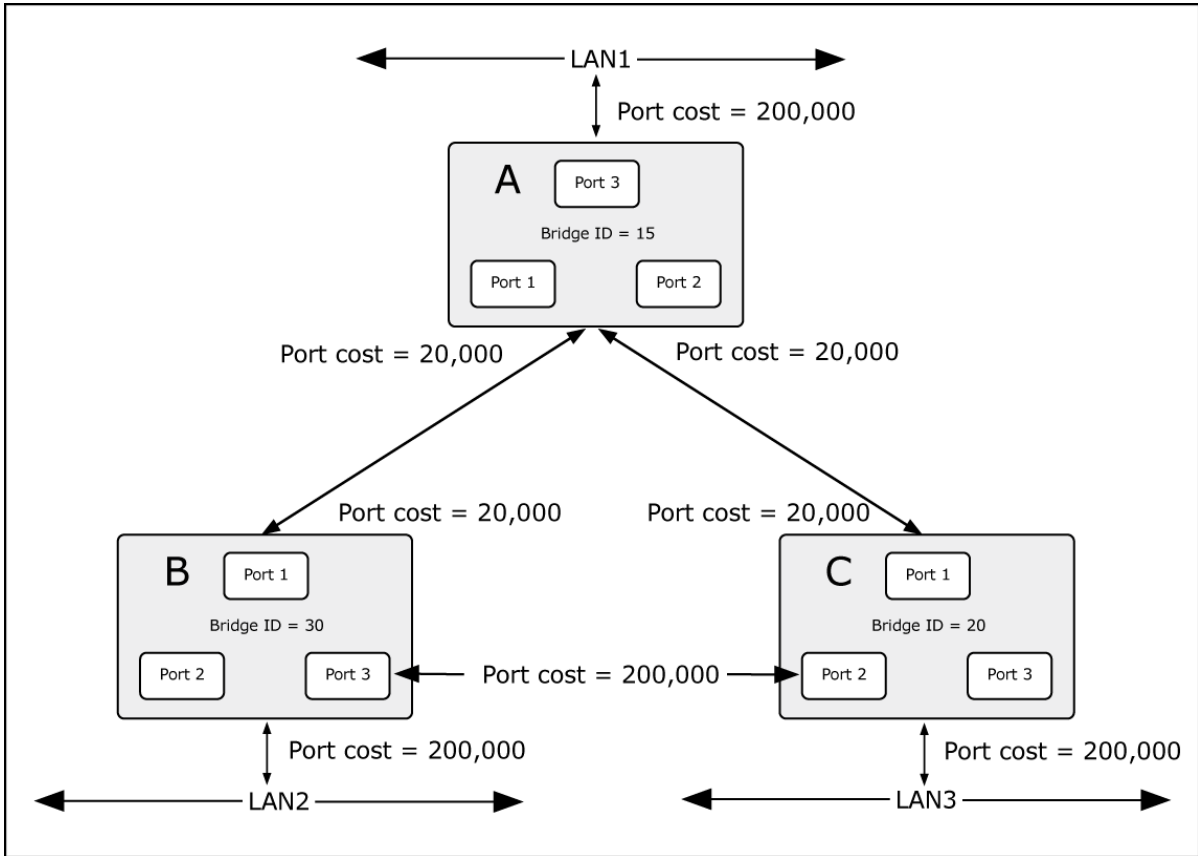 LAN1
Port cost = 200,000
A
Port 3
Bridge ID = 15
Port 1
Port 2
Port cost = 20,000
Port cost = 20,000
Port cost = 20,000
Port cost = 20,000
B
Port 1
Bridge ID = 30
Port 2
Port 3
Port cost = 200,000
C
Port 1
Bridge ID = 20
Port 2
Port 3
Port cost = 200,000
LAN2
Port cost = 200,000
LAN3